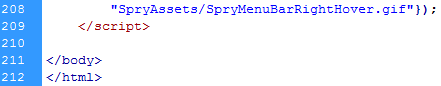 208 "SpryAssets/SpryMenuBarRightHover.gif"});
209 </script>
210
211 </body>
212 </html>